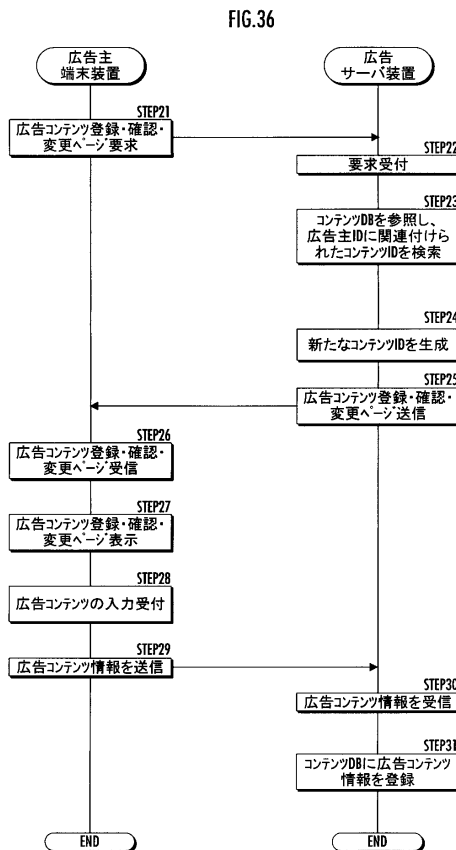 FIG.36
広告主
端末装置
広告
サーバ装置
STEP21
広告コンテンツ登録・確認・
変更ページ要求
STEP22
要求受付
STEP23
コンテンツDBを参照し、
広告主IDに関連付けら
れたコンテンツIDを検索
STEP24
新たなコンテンツIDを生成
STEP25
広告コンテンツ登録・確認・
変更ページ送信
STEP26
広告コンテンツ登録・確認・
変更ページ受信
STEP27
広告コンテンツ登録・確認・
変更ページ表示
STEP28
広告コンテンツの入力受付
STEP29
広告コンテンツ情報を送信
STEP30
広告コンテンツ情報を受信
STEP31
コンテンツDBに広告コンテンツ
情報を登録
END
END